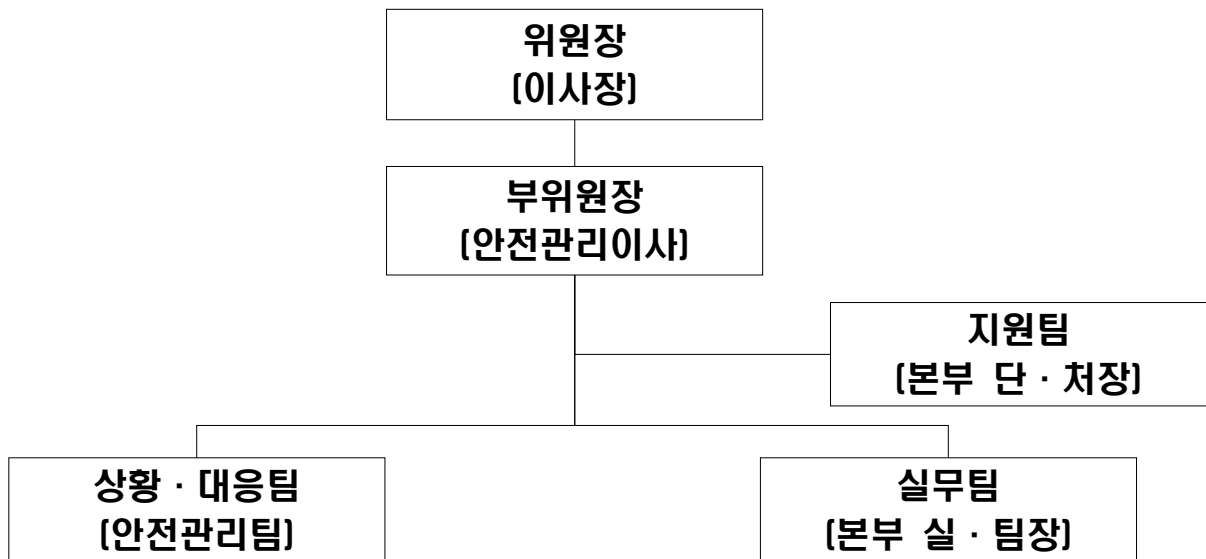 위원장
(이사장)
부위원장
(안전관리이사)
지원팀
(본부 단 · 처장)
상황 · 대응팀
(안전관리팀)
실무팀
(본부 실 · 팀장)